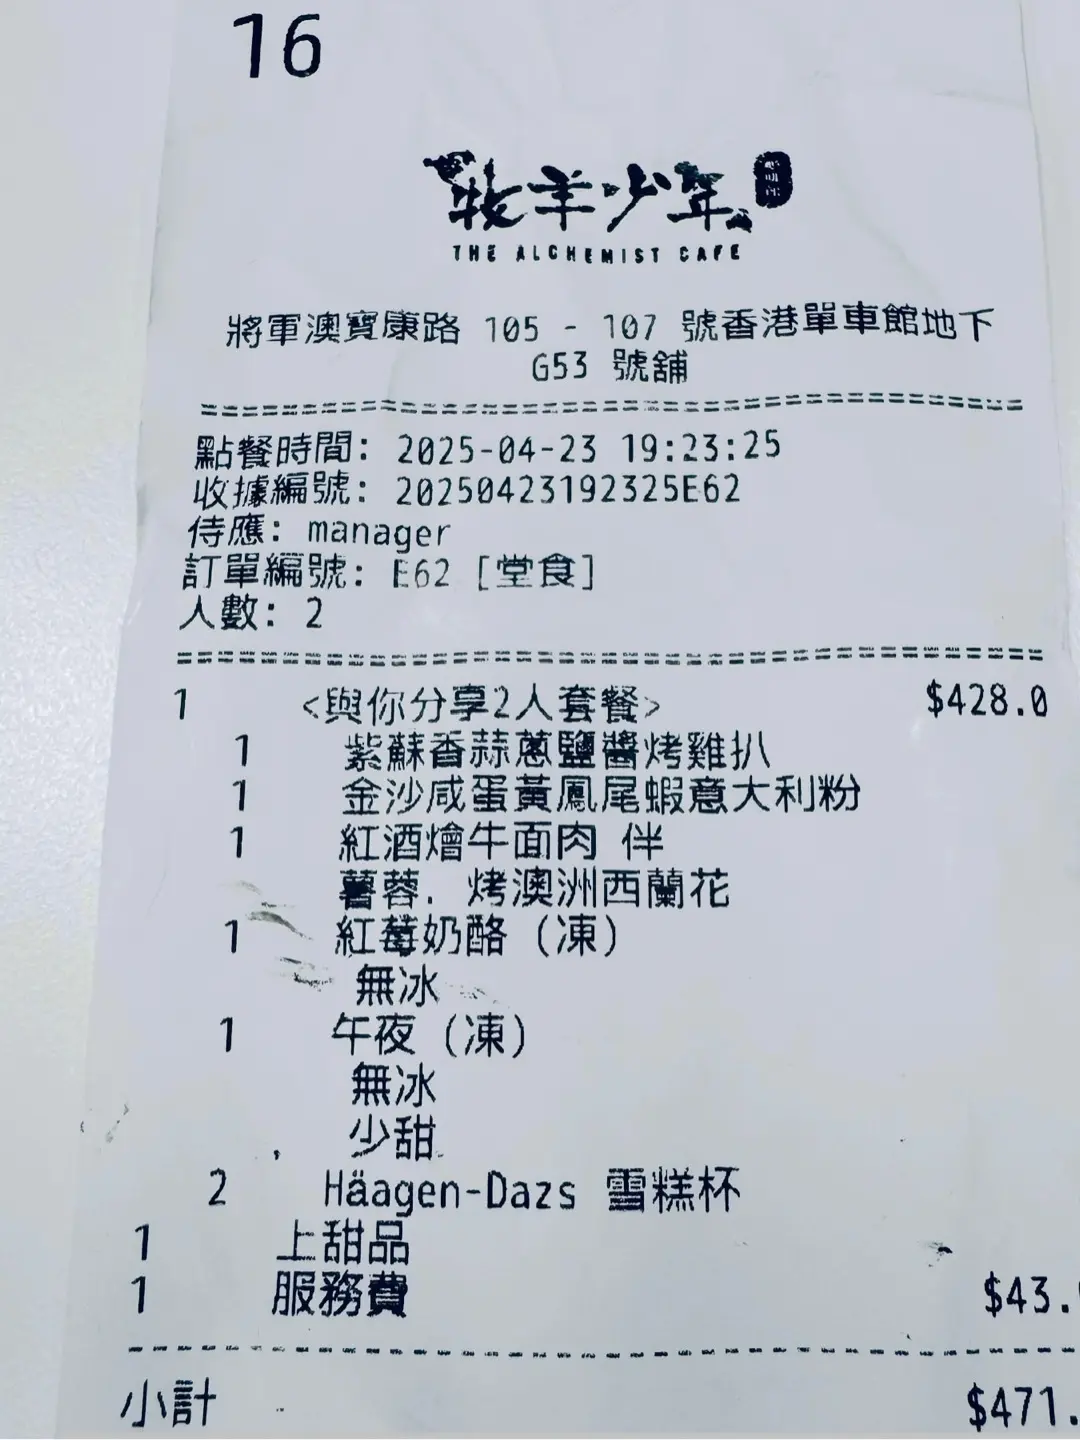 16
牧羊少年
THE ALCHEMIST CAFE
將軍澳寶康路 105 - 107 號香港單車館地下
G53 號舖
點餐時間: 2025-04-23 19:23:25
收據編號: 20250423192325E62
侍應: manager
訂單編號: E62 [堂食]
人數: 2
1 <與你分享2人套餐> $428.0
1 紫蘇香蒜蔥鹽醬烤雞扒
1 金沙咸蛋黃鳳尾蝦意大利粉
1 紅酒燴牛面肉 伴
薯蓉. 烤澳洲西蘭花
1 紅莓奶酪 (凍)
無冰
1 午夜 (凍)
無冰
少甜
2 Häagen-Dazs 雪糕杯
1 上甜品
1 服務費 $43.
小計 $471.